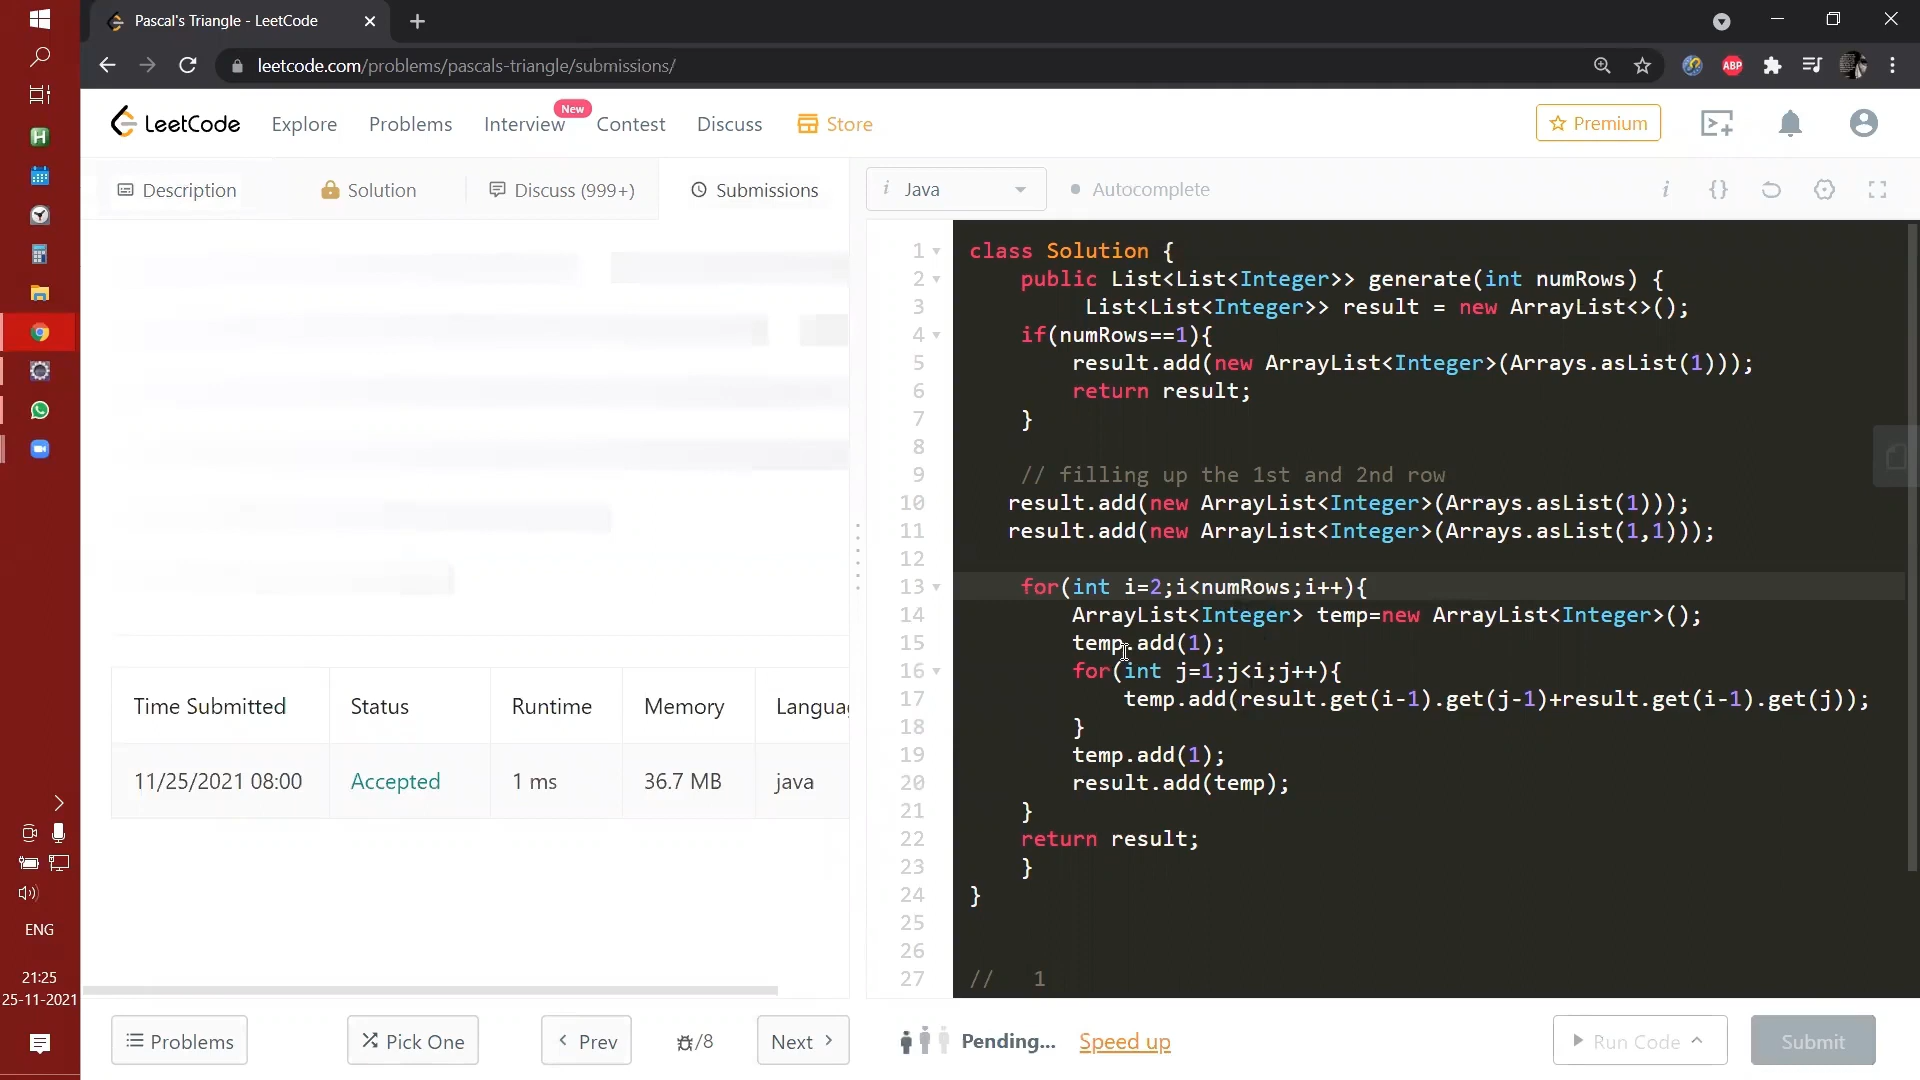 Pascal's Triangle - LeetCode
leetcode.com/problems/pascals-triangle/submissions/
ABP
LeetCode
Explore
Problems
Interview
New
Contest
Discuss
Store
Premium
Description
Solution
Discuss (999+)
Submissions
i Java
Autocomplete
i {}
1 class Solution {
2 public List<List<Integer>> generate(int numRows) {
3 List<List<Integer>> result = new ArrayList<>();
4 if(numRows==1){
5 result.add(new ArrayList<Integer>(Arrays.asList(1)));
6 return result;
7 }
8
9 // filling up the 1st and 2nd row
10 result.add(new ArrayList<Integer>(Arrays.asList(1)));
11 result.add(new ArrayList<Integer>(Arrays.asList(1,1)));
12
13 for(int i=2;i<numRows;i++){
14 ArrayList<Integer> temp=new ArrayList<Integer>();
15 temp.add(1);
16 for(int j=1;j<i;j++){
17 temp.add(result.get(i-1).get(j-1)+result.get(i-1).get(j));
18 }
19 temp.add(1);
20 result.add(temp);
21 }
22 return result;
23 }
24 }
25
26
27 // 1
Time Submitted Status Runtime Memory
11/25/2021 08:00 Accepted 1 ms 36.7 MB java
Problems
Pick One
Prev
/8
Next
Pending...
Speed up
Run Code
Submit
H
ENG
21:25
25-11-2021